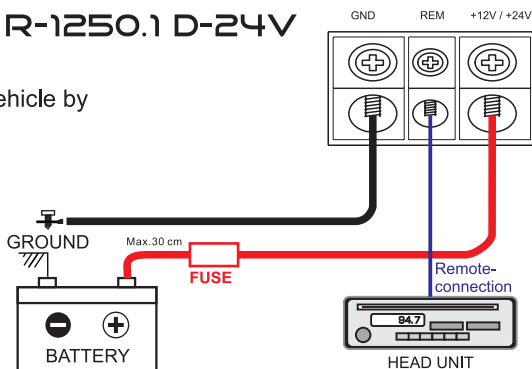 R-1250.1 D-24V
GND REM +12V / +24V
ehicle by
GROUND
Max.30 cm
FUSE
Remote-
connection
94.7
BATTERY
HEAD UNIT